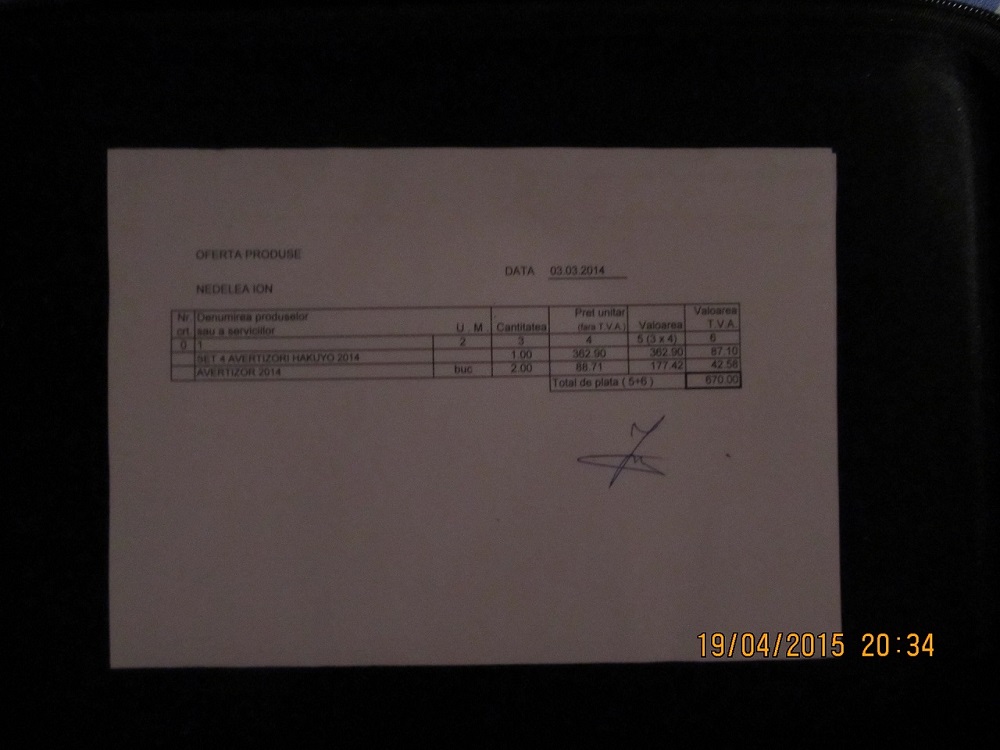 OFERTA PRODUSE
DATA 03.03.2014
NEDELEA ION
Nr. crt. Denumirea produselor sau a serviciilor U . M . Cantitatea Pret unitar (fara T.V.A.) Valoarea Valoarea T.V.A.
0 1 2 3 4 5 (3 x 4) 6
SET 4 AVERTIZORI HAKUYO 2014 1.00 362.90 362.90 87.10
AVERTIZOR 2014 buc 2.00 88.71 177.42 42.58
Total de plata ( 5+6 ) 670.00
19/04/2015 20:34